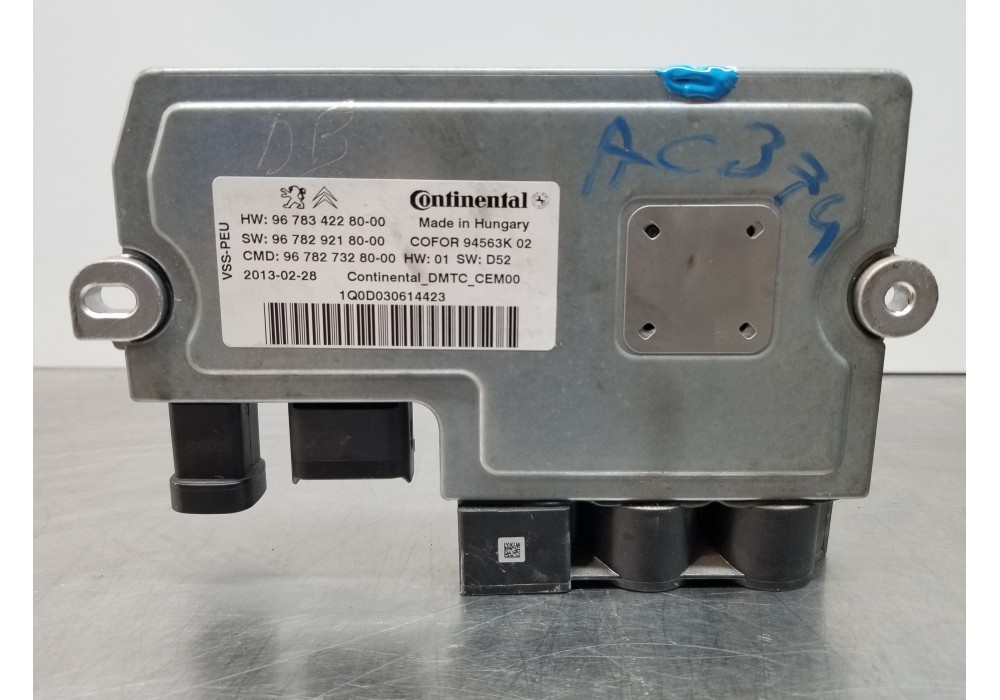 DB
AC374
VSS-PEU
Continental
HW: 96 783 422 80-00 Made in Hungary
SW: 96 782 921 80-00 COFOR 94563K 02
CMD: 96 782 732 80-00 HW: 01 SW: D52
2013-02-28 Continental_DMTC_CEM00
1Q0D030614423